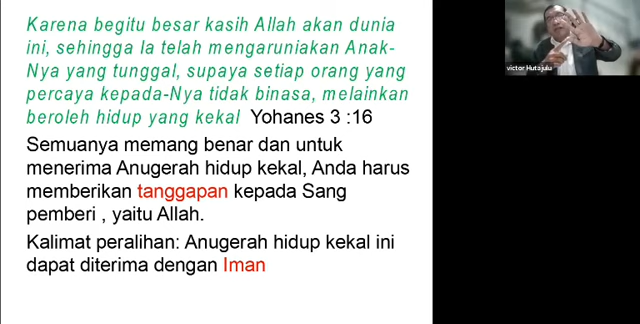 Karena begitu besar kasih Allah akan dunia
ini, sehingga Ia telah mengaruniakan Anak-
Nya yang tunggal, supaya setiap orang yang
percaya kepada-Nya tidak binasa, melainkan
beroleh hidup yang kekal Yohanes 3 :16
Semuanya memang benar dan untuk
menerima Anugerah hidup kekal, Anda harus
memberikan tanggapan kepada Sang
pemberi , yaitu Allah.
Kalimat peralihan: Anugerah hidup kekal ini
dapat diterima dengan Iman
victor Hutajulu